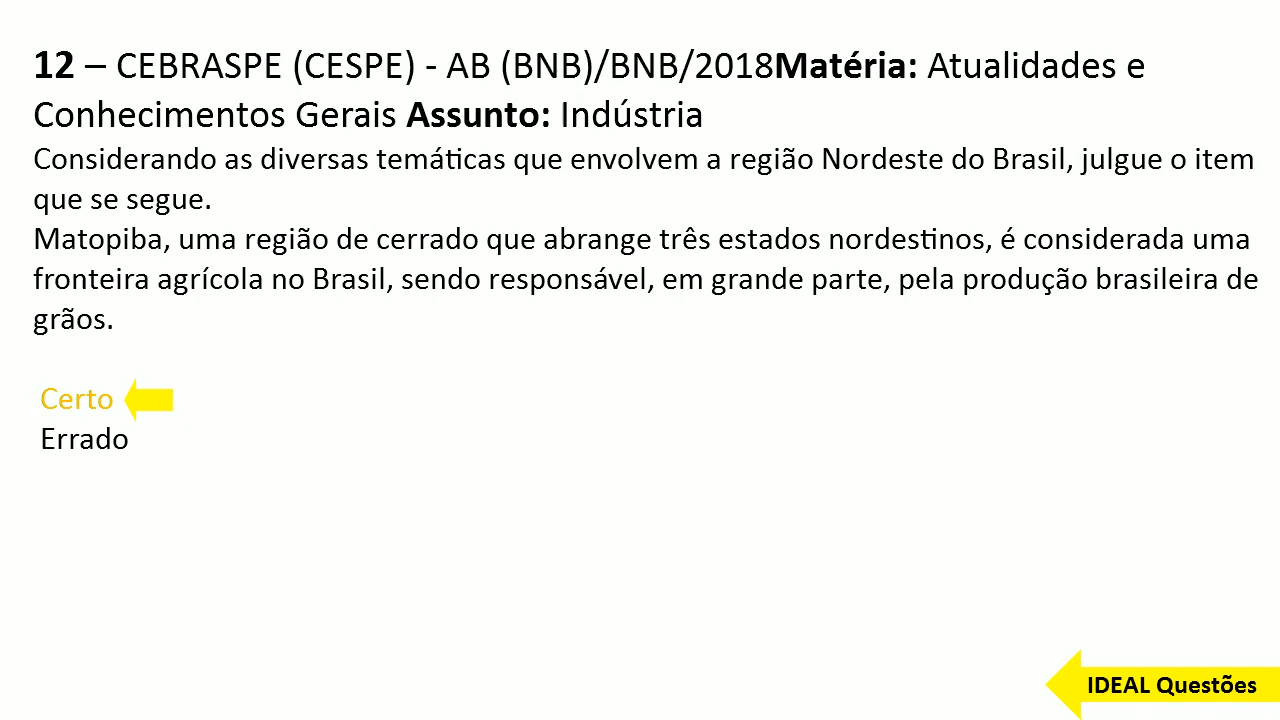 12 – CEBRASPE (CESPE) - AB (BNB)/BNB/2018Matéria: Atualidades e
Conhecimentos Gerais Assunto: Indústria
Considerando as diversas temáticas que envolvem a região Nordeste do Brasil, julgue o item
que se segue.
Matopiba, uma região de cerrado que abrange três estados nordestinos, é considerada uma
fronteira agrícola no Brasil, sendo responsável, em grande parte, pela produção brasileira de
grãos.
Certo
Errado
IDEAL Questões